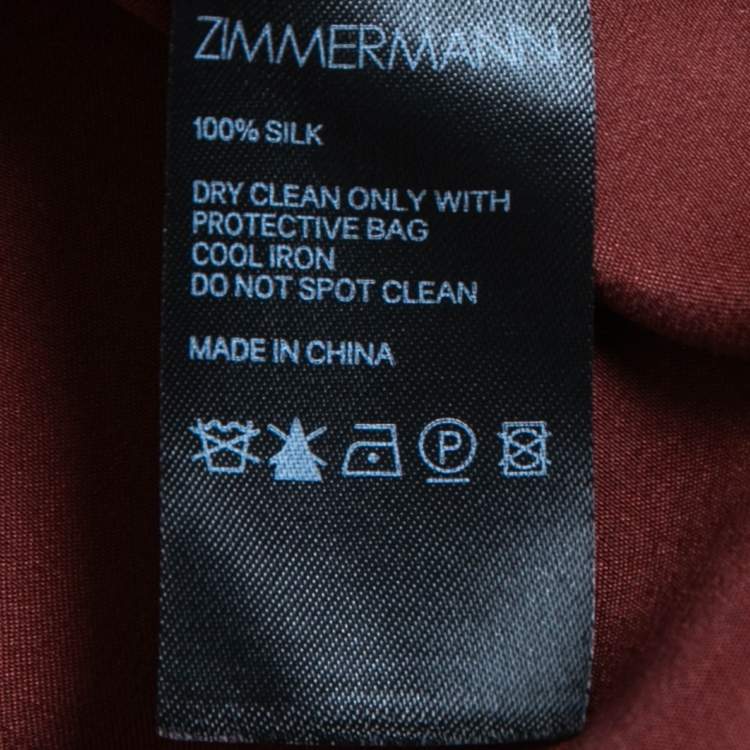 ZIMMERMANN
100% SILK
DRY CLEAN ONLY WITH
PROTECTIVE BAG
COOL IRON
DO NOT SPOT CLEAN
MADE IN CHINA
P